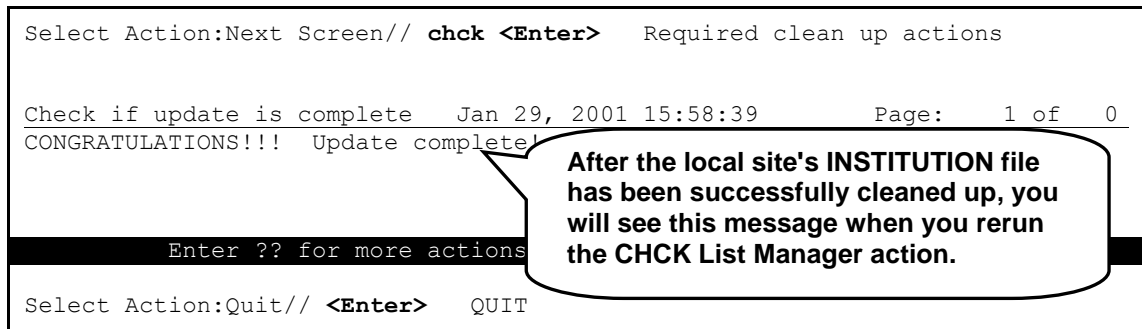 Select Action:Next Screen// chck <Enter>   Required clean up actions
Check if update is complete   Jan 29, 2001 15:58:39          Page:    1 of    0
CONGRATULATIONS!!!  Update complete!
After the local site's INSTITUTION file
has been successfully cleaned up, you
will see this message when you rerun
the CHCK List Manager action.
Enter ?? for more actions
Select Action:Quit// <Enter>   QUIT